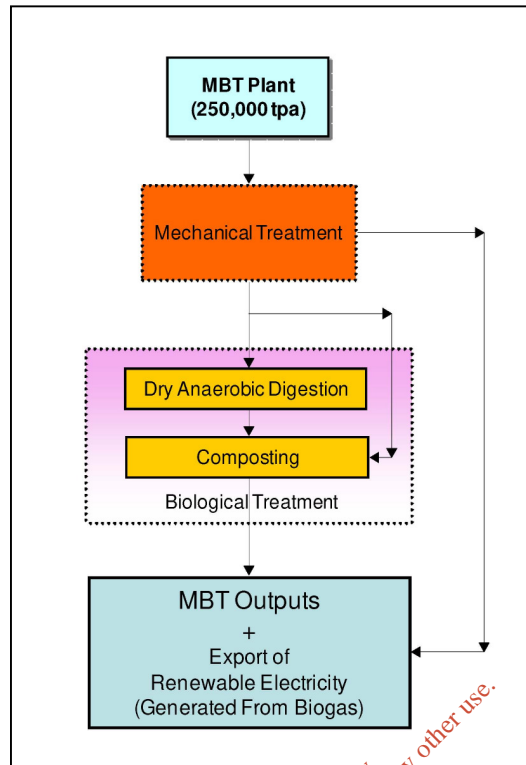 MBT Plant
(250,000 tpa)
Mechanical Treatment
Dry Anaerobic Digestion
Composting
Biological Treatment
MBT Outputs
+
Export of
Renewable Electricity
(Generated From Biogas)
other use.